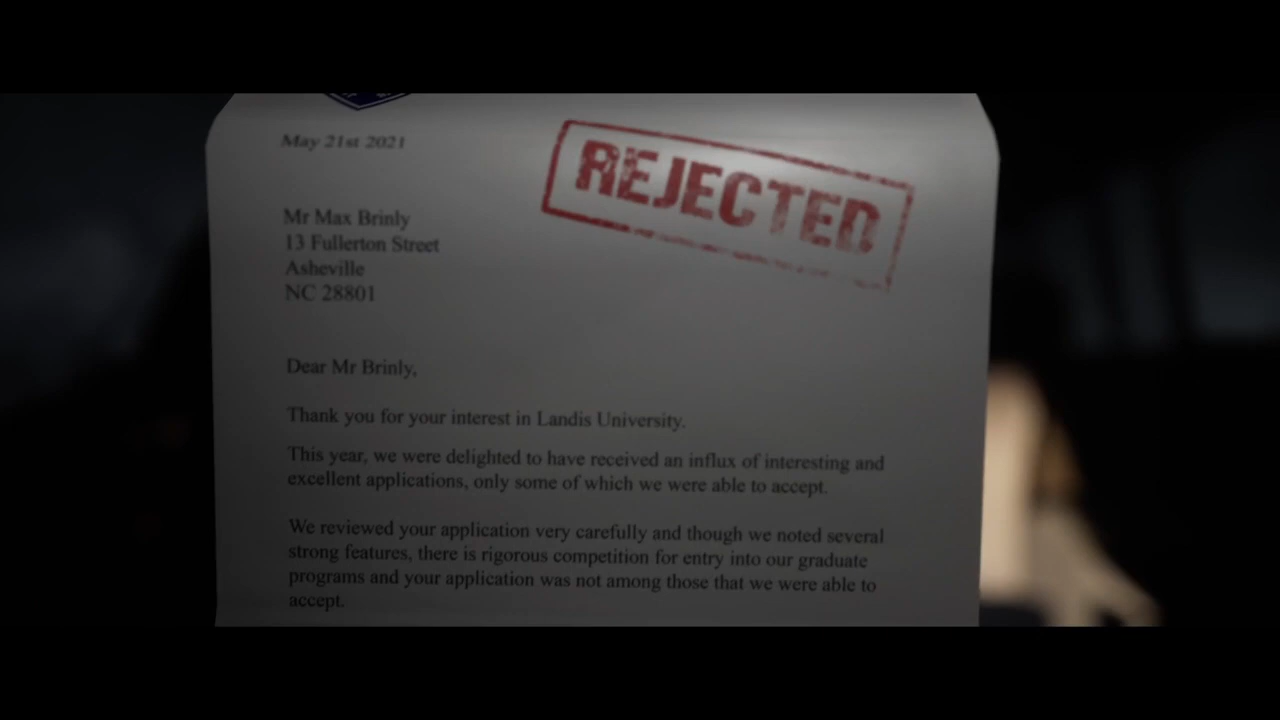 May 21st 2021
REJECTED
Mr Max Brinly
13 Fullerton Street
Asheville
NC 28801
Dear Mr Brinly,
Thank you for your interest in Landis University.
This year, we were delighted to have received an influx of interesting and
excellent applications, only some of which we were able to accept.
We reviewed your application very carefully and though we noted several
strong features, there is rigorous competition for entry into our graduate
programs and your application was not among those that we were able to
accept.